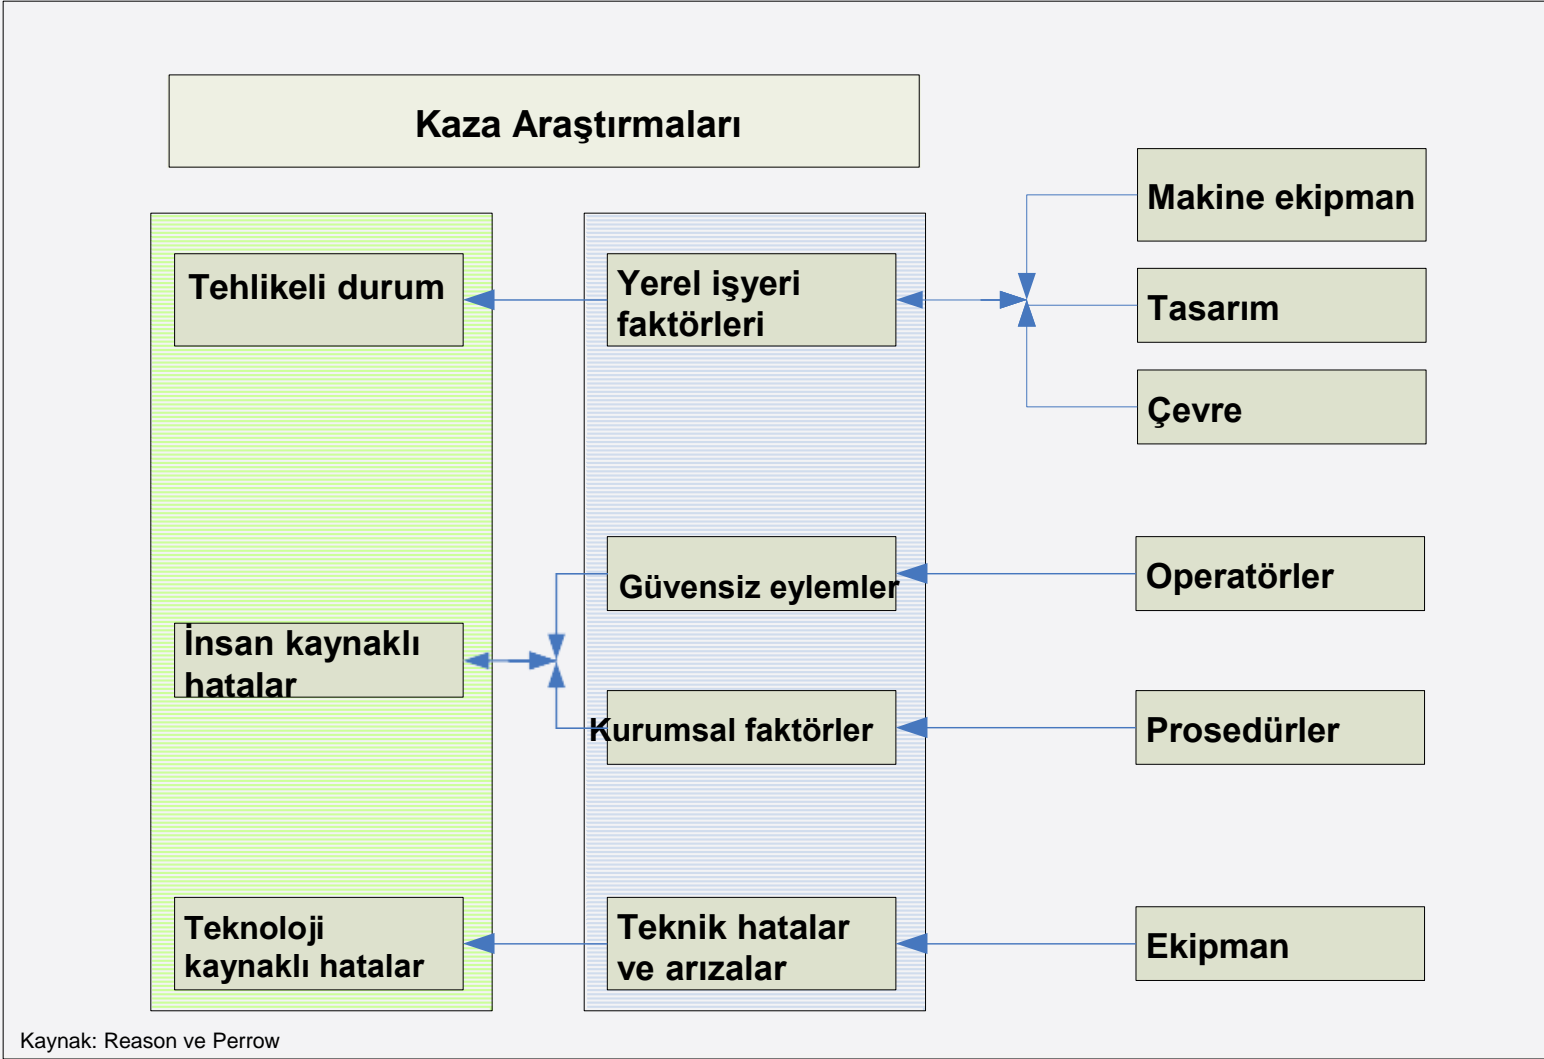 Kaza Araştırmaları
Makine ekipman
Tehlikeli durum
Yerel işyeri
faktörleri
Tasarım
Çevre
Güvensiz eylemler
Operatörler
İnsan kaynaklı
hatalar
Kurumsal faktörler
Prosedürler
Teknoloji
kaynaklı hatalar
Teknik hatalar
ve arızalar
Ekipman
Kaynak: Reason ve Perrow